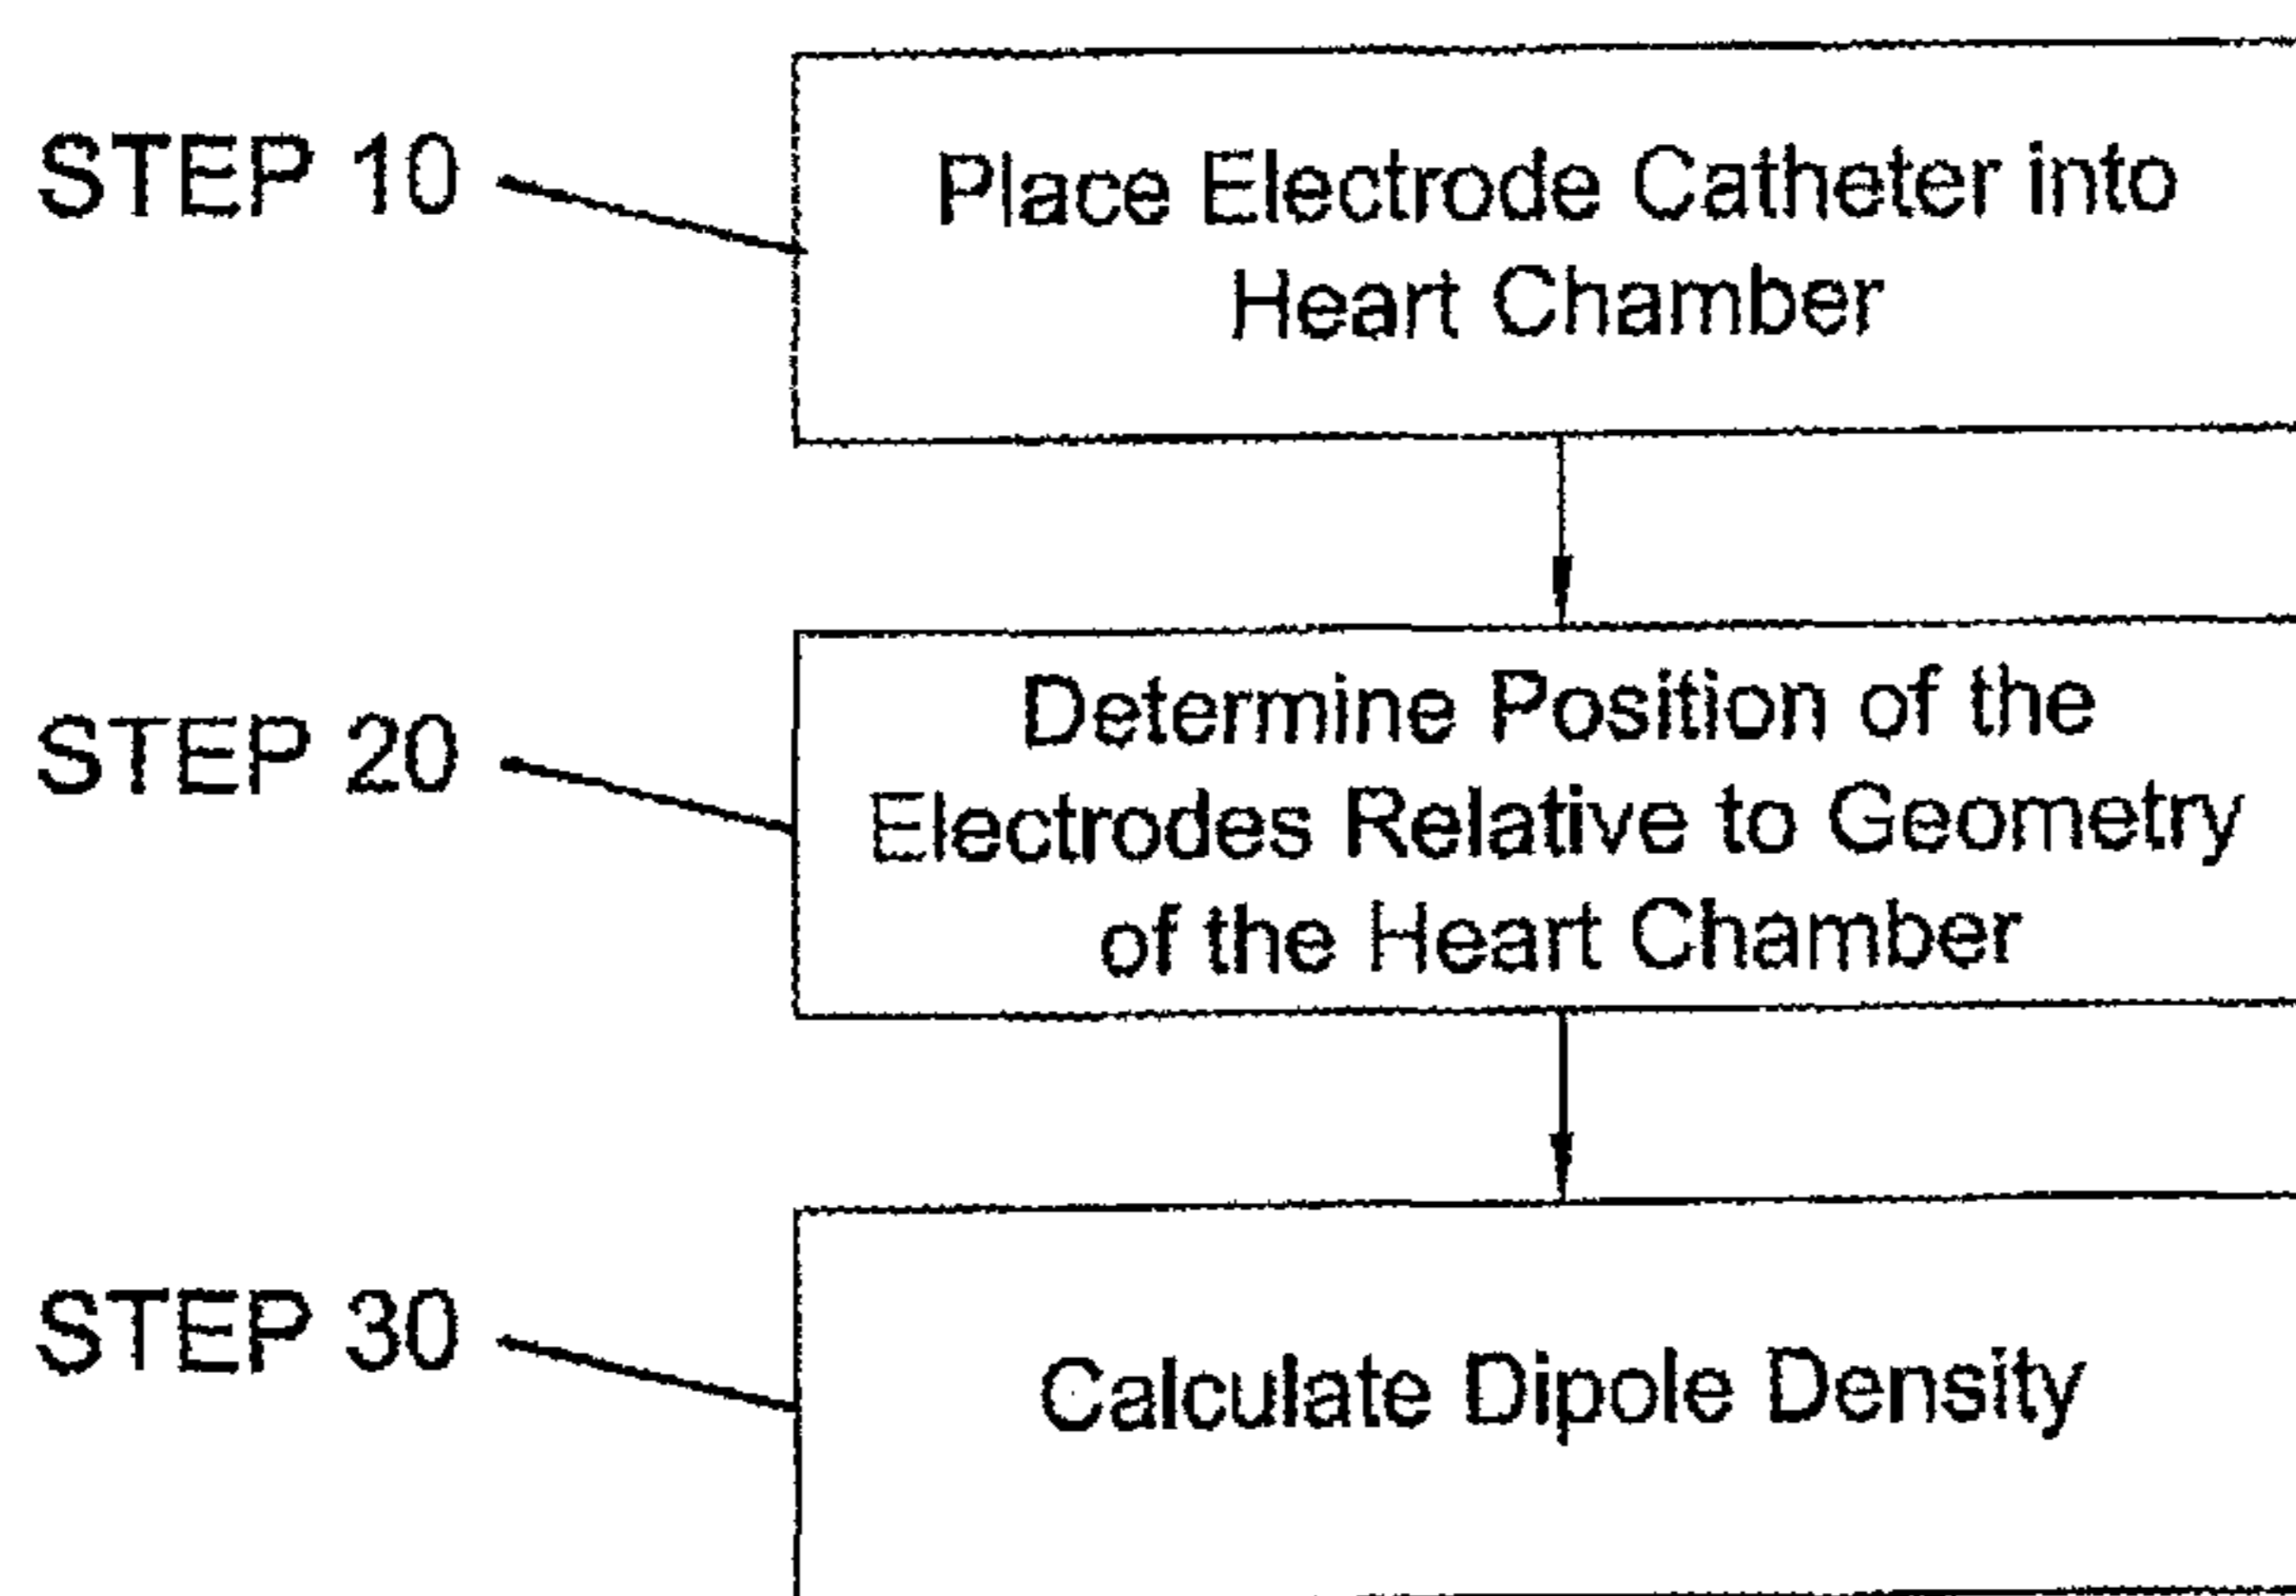 STEP 10
Place Electrode Catheter into
Heart Chamber
STEP 20
Determine Position of the
Electrodes Relative to Geometry
of the Heart Chamber
STEP 30
Calculate Dipole Density